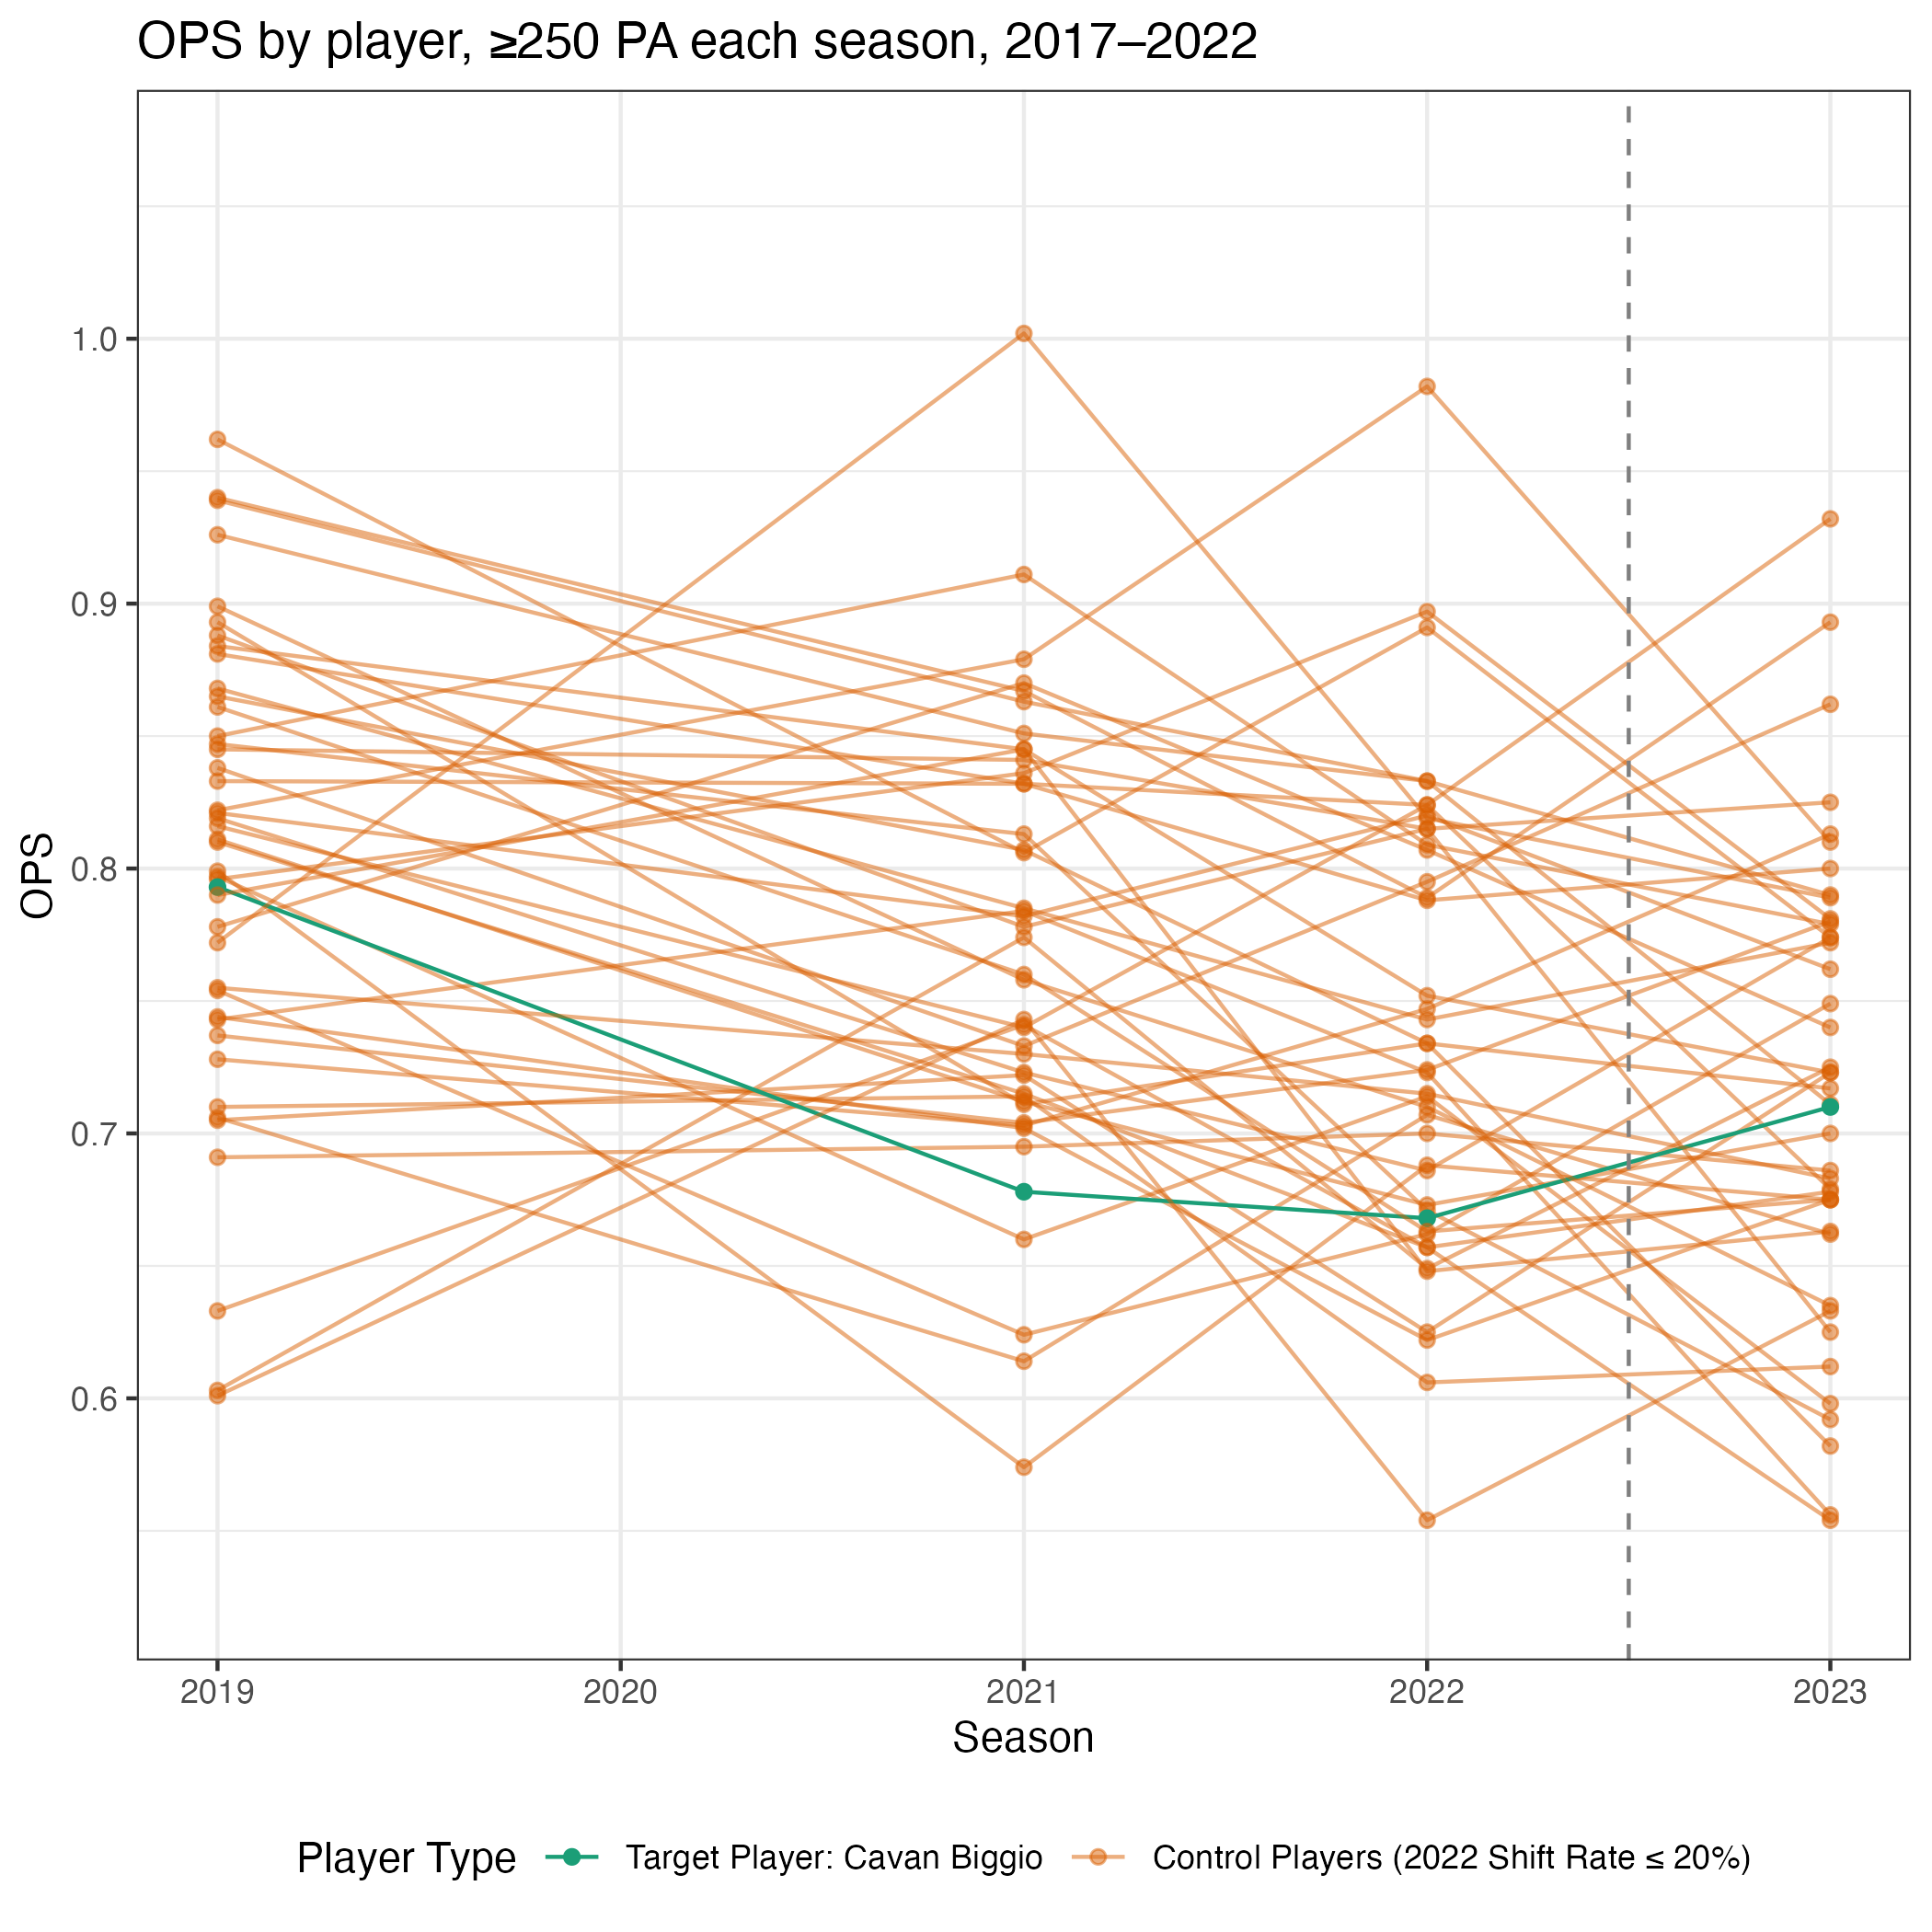 OPS by player, ≥250 PA each season, 2017–2022
OPS
1.0
0.9
0.8
0.7
0.6
2019 2020 2021 2022 2023
Season
Player Type Target Player: Cavan Biggio Control Players (2022 Shift Rate ≤ 20%)